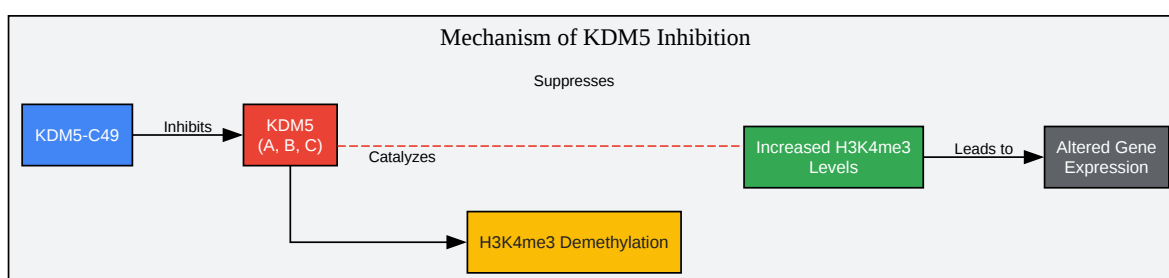 Mechanism of KDM5 Inhibition
Suppresses
KDM5-C49
Inhibits
KDM5
(A, B, C)
Catalyzes
Increased H3K4me3
Levels
Leads to
Altered Gene
Expression
H3K4me3 Demethylation